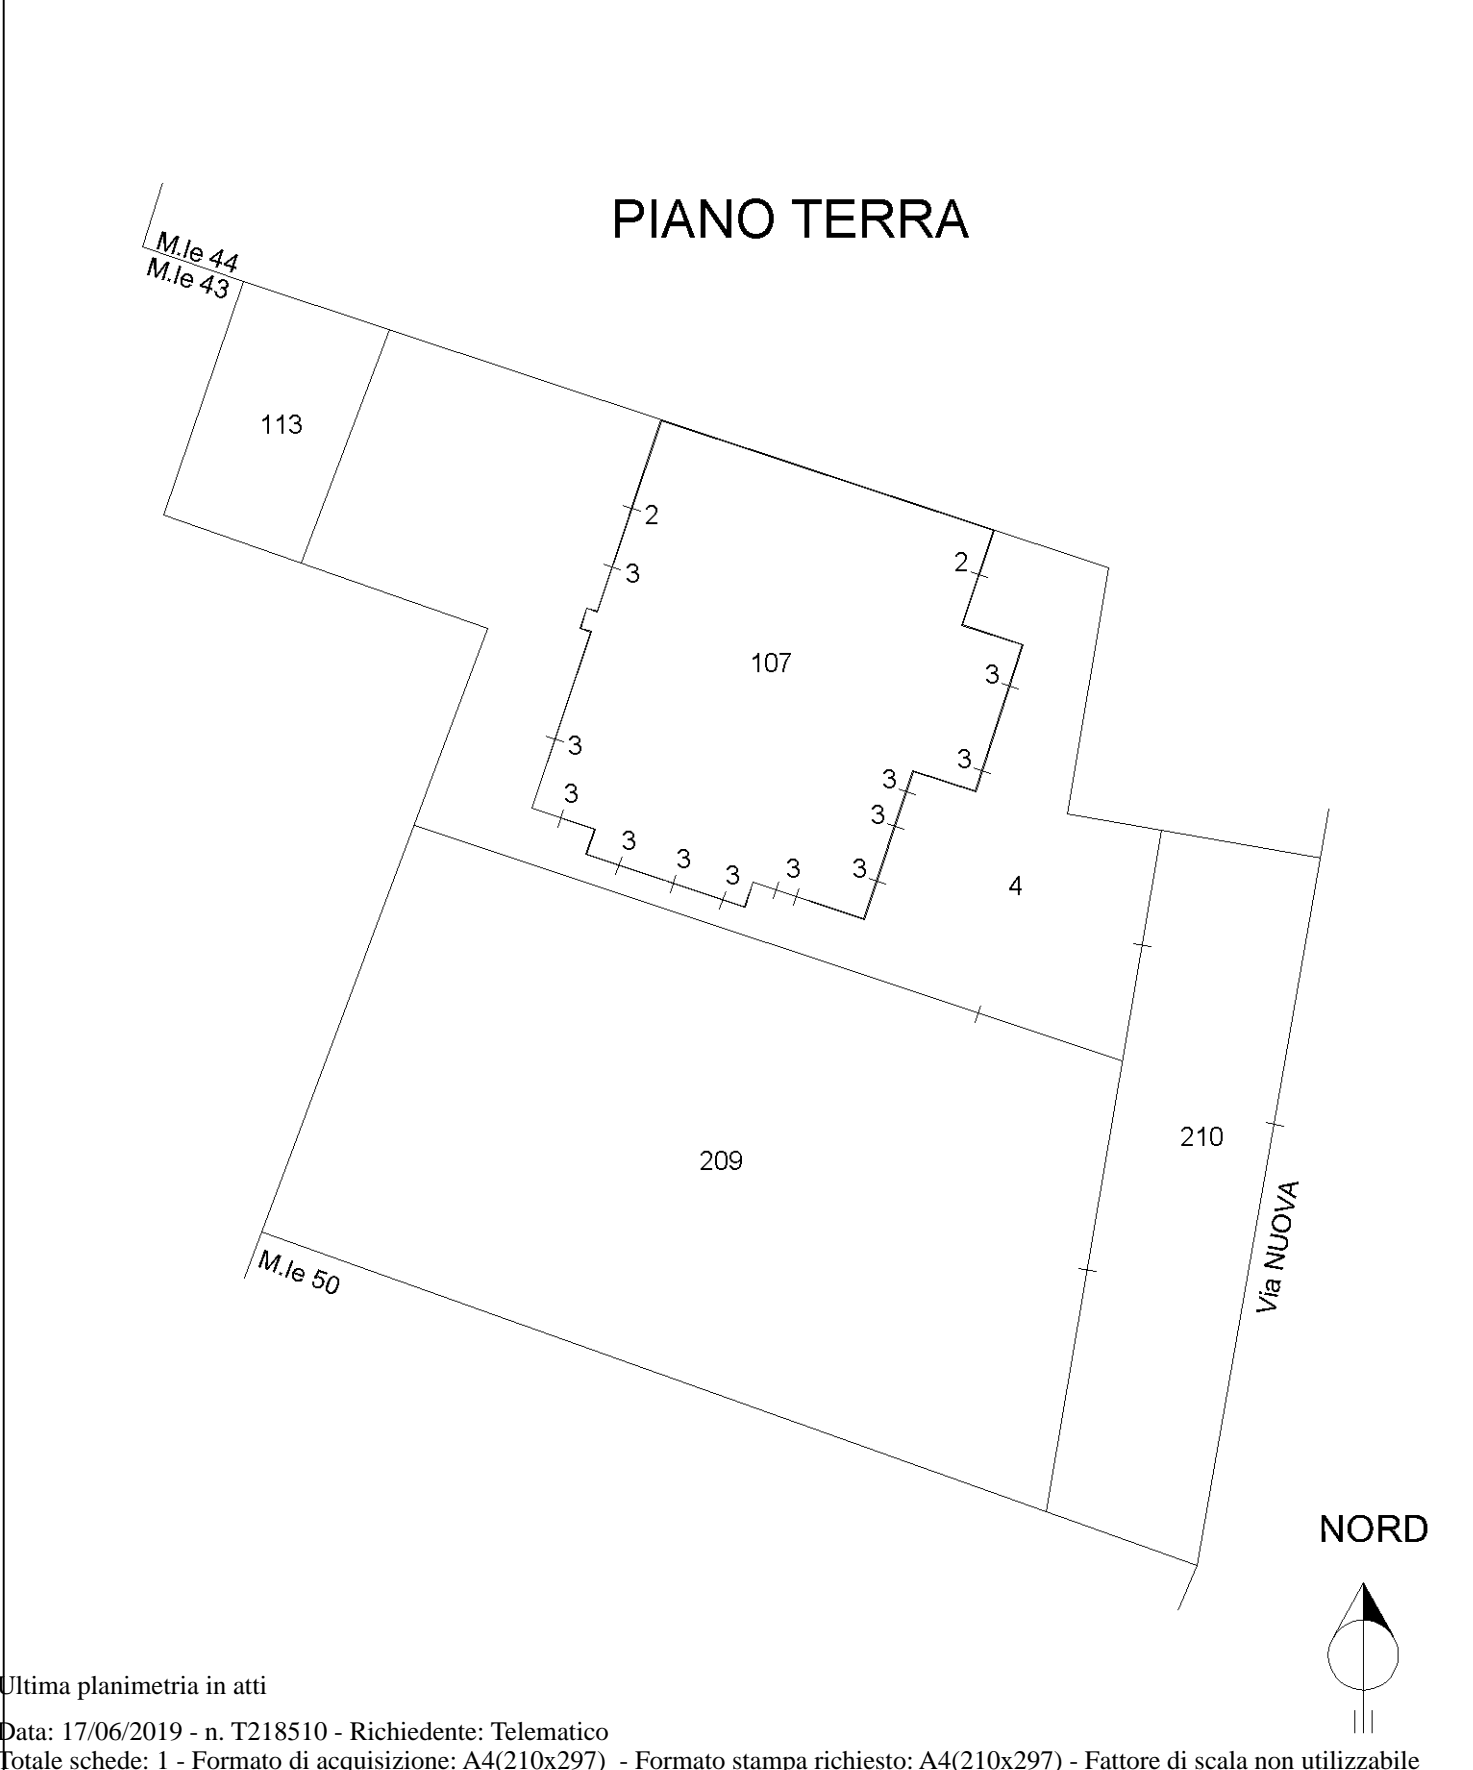 PIANO TERRA
M.le 44
M.le 43
113
2
3
2
107
3
3
3
3
3
3
3
3
3
3
3
3
4
209
210
Via NUOVA
M.le 50
NORD
Ultima planimetria in atti
Data: 17/06/2019 - n. T218510 - Richiedente: Telematico
Totale schede: 1 - Formato di acquisizione: A4(210x297) - Formato stampa richiesto: A4(210x297) - Fattore di scala non utilizzabile